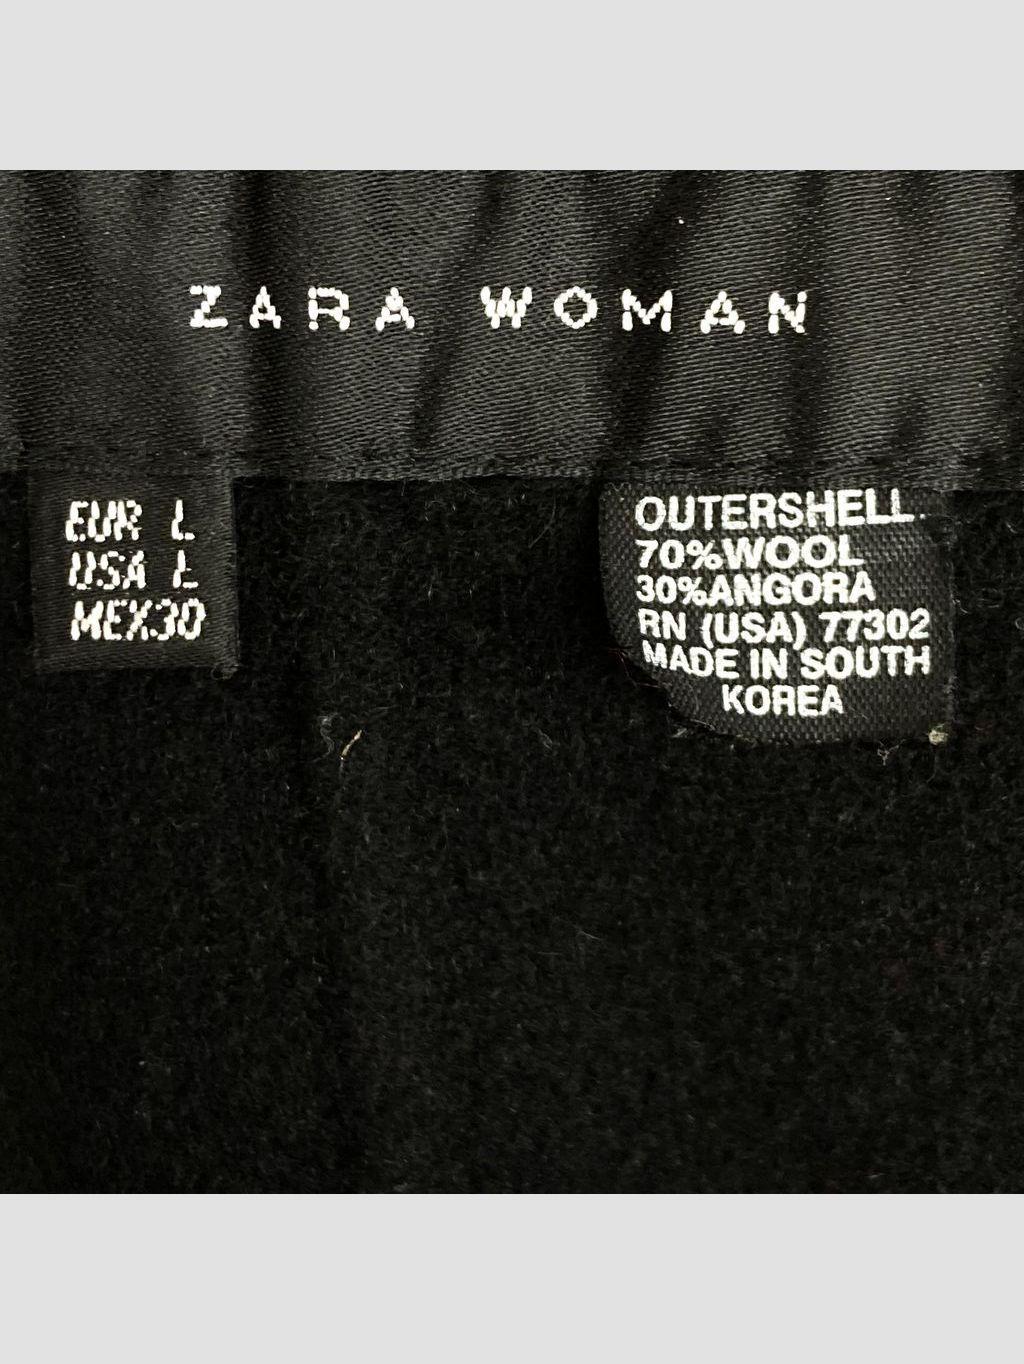 ZARA WOMAN
EUR L
USA L
MEX30
OUTERSHELL
70%WOOL
30%ANGORA
RN (USA) 77302
MADE IN SOUTH
KOREA